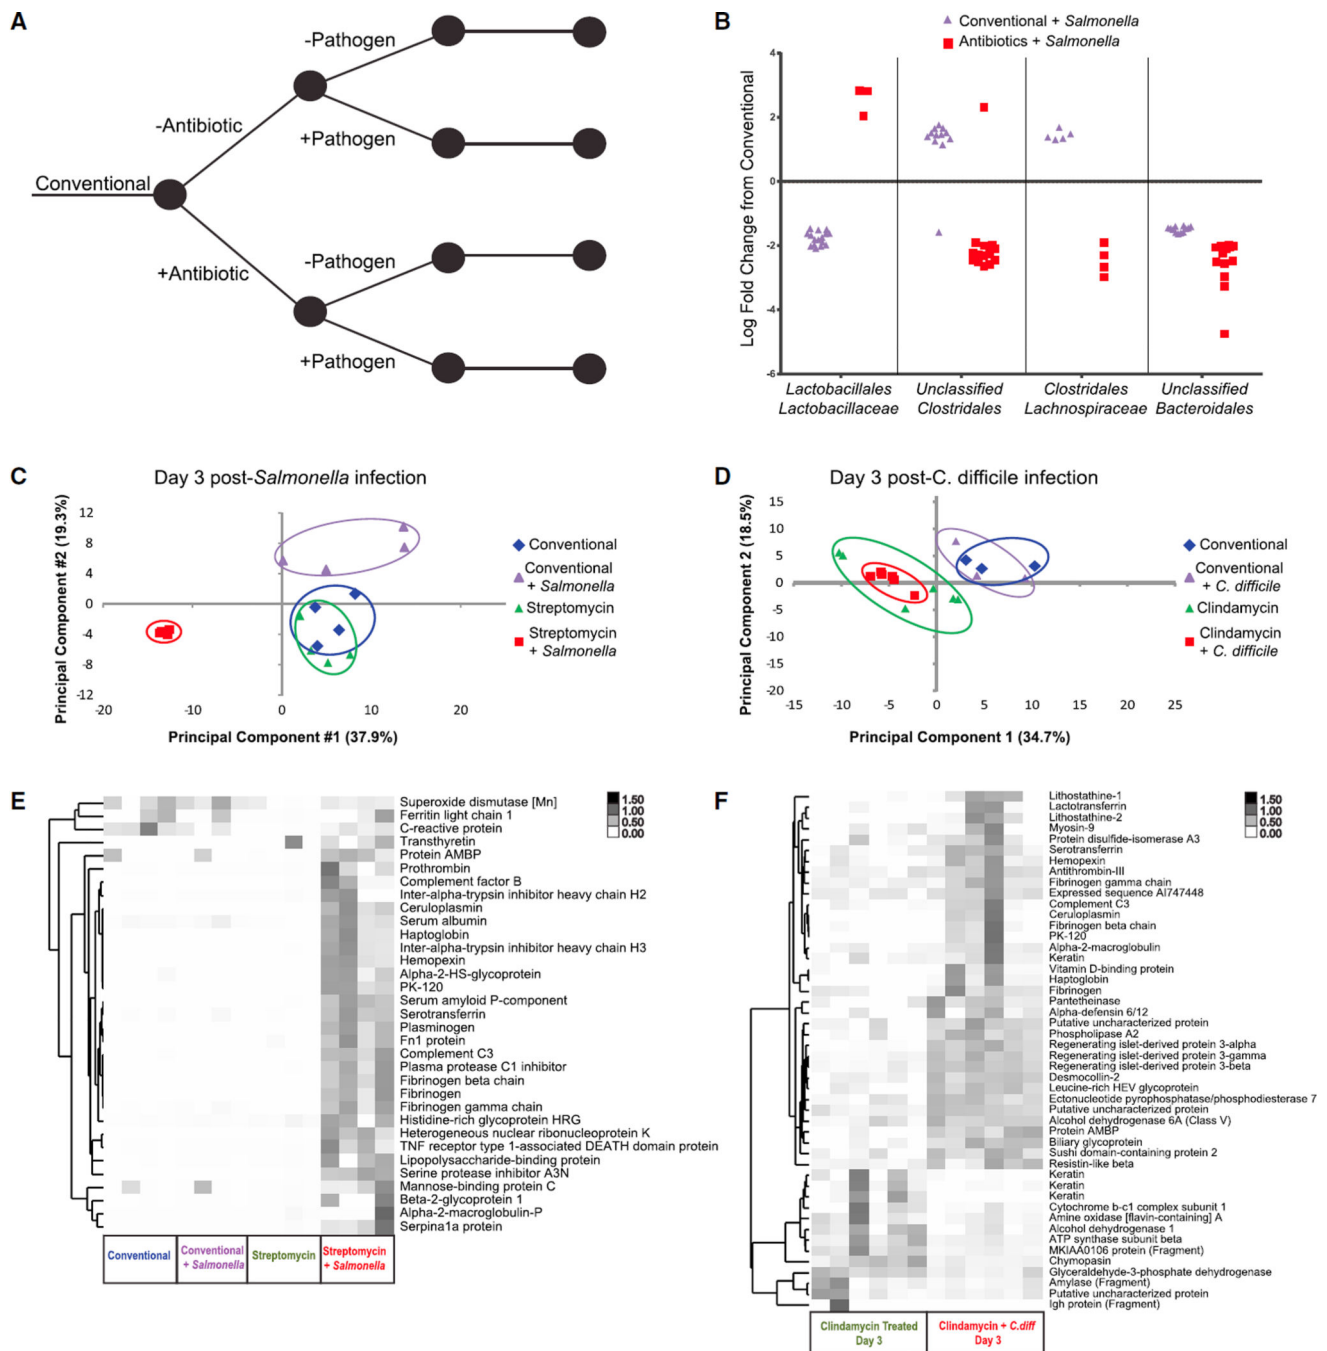 A
Conventional
-Antibiotic
+Antibiotic
-Pathogen
+Pathogen
-Pathogen
+Pathogen
B
Conventional + Salmonella
Antibiotics + Salmonella
Log Fold Change from Conventional
4
2
0
-2
-4
-6
Lactobacillales
Lactobacillaceae
Unclassified
Clostridales
Clostridales
Lachnospiraceae
Unclassified
Bacteroidales
C
Day 3 post-Salmonella infection
Principal Component #2 (19.3%)
12
8
4
0
-4
-8
-12
-20
-10
0
10
20
Principal Component #1 (37.9%)
Conventional
Conventional
+ Salmonella
Streptomycin
Streptomycin
+ Salmonella
D
Day 3 post-C. difficile infection
Principal Component 2 (18.5%)
15
10
5
0
-5
-10
-15
-20
-15
-10
-5
0
5
10
15
20
25
Principal Component 1 (34.7%)
Conventional
Conventional
+ C. difficile
Clindamycin
Clindamycin
+ C. difficile
E
1.50
1.00
0.50
0.00
Superoxide dismutase [Mn]
Ferritin light chain 1
C-reactive protein
Transthyretin
Protein AMBP
Prothrombin
Complement factor B
Inter-alpha-trypsin inhibitor heavy chain H2
Ceruloplasmin
Serum albumin
Haptoglobin
Inter-alpha-trypsin inhibitor heavy chain H3
Hemopexin
Alpha-2-HS-glycoprotein
PK-120
Serum amyloid P-component
Serotransferrin
Plasminogen
Fn1 protein
Complement C3
Plasma protease C1 inhibitor
Fibrinogen beta chain
Fibrinogen
Fibrinogen gamma chain
Histidine-rich glycoprotein HRG
Heterogeneous nuclear ribonucleoprotein K
TNF receptor type 1-associated DEATH domain protein
Lipopolysaccharide-binding protein
Serine protease inhibitor A3N
Mannose-binding protein C
Beta-2-glycoprotein 1
Alpha-2-macroglobulin-P
Serpina1a protein
Conventional
Conventional
+ Salmonella
Streptomycin
Streptomycin
+ Salmonella
F
1.50
1.00
0.50
0.00
Lithostathine-1
Lactotransferrin
Lithostathine-2
Myosin-9
Protein disulfide-isomerase A3
Serotransferrin
Hemopexin
Antithrombin-III
Fibrinogen gamma chain
Expressed sequence AI747448
Complement C3
Ceruloplasmin
Fibrinogen beta chain
PK-120
Alpha-2-macroglobulin
Keratin
Vitamin D-binding protein
Haptoglobin
Fibrinogen
Pantetheinase
Alpha-defensin 6/12
Putative uncharacterized protein
Phospholipase A2
Regenerating islet-derived protein 3-alpha
Regenerating islet-derived protein 3-gamma
Regenerating islet-derived protein 3-beta
Desmocollin-2
Leucine-rich HEV glycoprotein
Ectonucleotide pyrophosphatase/phosphodiesterase 7
Putative uncharacterized protein
Alcohol dehydrogenase 6A (Class V)
Protein AMBP
Biliary glycoprotein
Sushi domain-containing protein 2
Resistin-like beta
Keratin
Keratin
Keratin
Cytochrome b-c1 complex subunit 1
Amine oxidase [flavin-containing] A
Alcohol dehydrogenase 1
ATP synthase subunit beta
MKIAA0106 protein (Fragment)
Chymopasin
Glyceraldehyde-3-phosphate dehydrogenase
Amylase (Fragment)
Putative uncharacterized protein
Igh protein (Fragment)
Clindamycin Treated
Day 3
Clindamycin + C.diff
Day 3